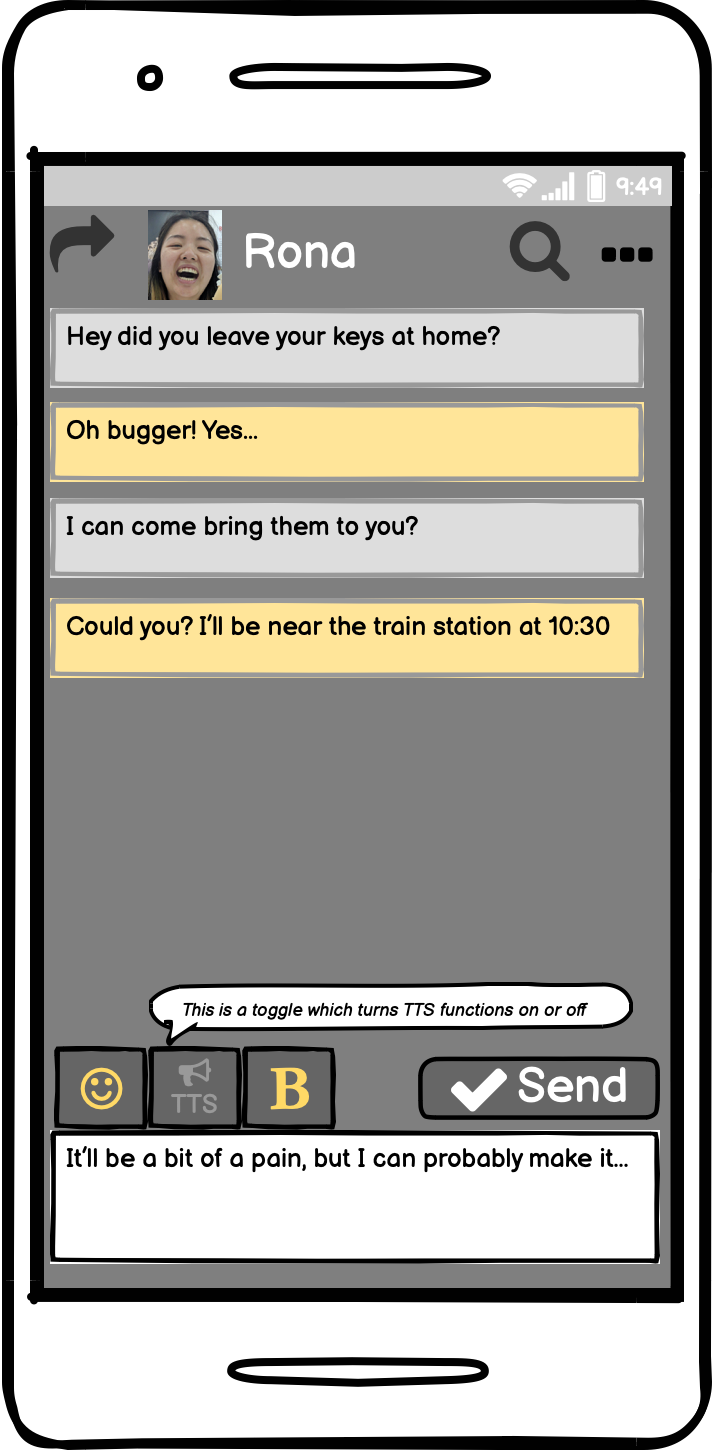 9:49
Rona
Hey did you leave your keys at home?
Oh bugger! Yes...
I can come bring them to you?
Could you? I'll be near the train station at 10:30
This is a toggle which turns TTS functions on or off
TTS
B
Send
It'll be a bit of a pain, but I can probably make it...